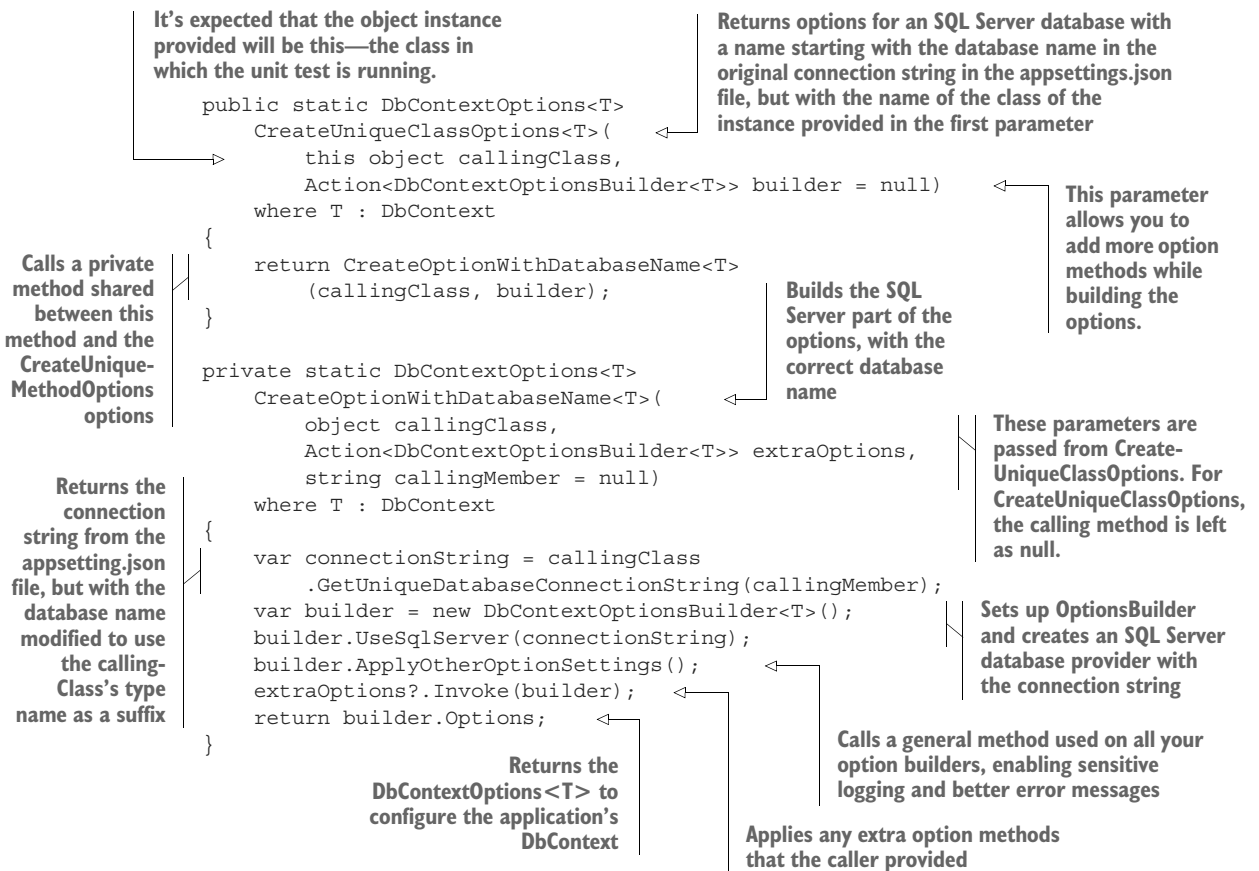 It's expected that the object instance
provided will be this—the class in
which the unit test is running.
Returns options for an SQL Server database with
a name starting with the database name in the
original connection string in the appsettings.json
file, but with the name of the class of the
instance provided in the first parameter
public static DbContextOptions<T>
CreateUniqueClassOptions<T>(
this object callingClass,
Action<DbContextOptionsBuilder<T>> builder = null)
where T : DbContext
{
This parameter
allows you to
add more option
methods while
building the
options.
Calls a private
method shared
between this
method and the
CreateUnique-
MethodOptions
options
return CreateOptionWithDatabaseName<T>
(callingClass, builder);
}
Builds the SQL
Server part of the
options, with the
correct database
name
private static DbContextOptions<T>
CreateOptionWithDatabaseName<T>(
object callingClass,
Action<DbContextOptionsBuilder<T>> extraOptions,
string callingMember = null)
where T : DbContext
{
These parameters are
passed from Create-
UniqueClassOptions. For
CreateUniqueClassOptions,
the calling method is left
as null.
Returns the
connection
string from the
appsetting.json
file, but with the
database name
modified to use
the calling-
Class's type
name as a suffix
var connectionString = callingClass
.GetUniqueDatabaseConnectionString(callingMember);
var builder = new DbContextOptionsBuilder<T>();
builder.UseSqlServer(connectionString);
builder.ApplyOtherOptionSettings();
extraOptions?.Invoke(builder);
return builder.Options;
}
Sets up OptionsBuilder
and creates an SQL Server
database provider with
the connection string
Calls a general method used on all your
option builders, enabling sensitive
logging and better error messages
Returns the
DbContextOptions<T> to
configure the application's
DbContext
Applies any extra option methods
that the caller provided